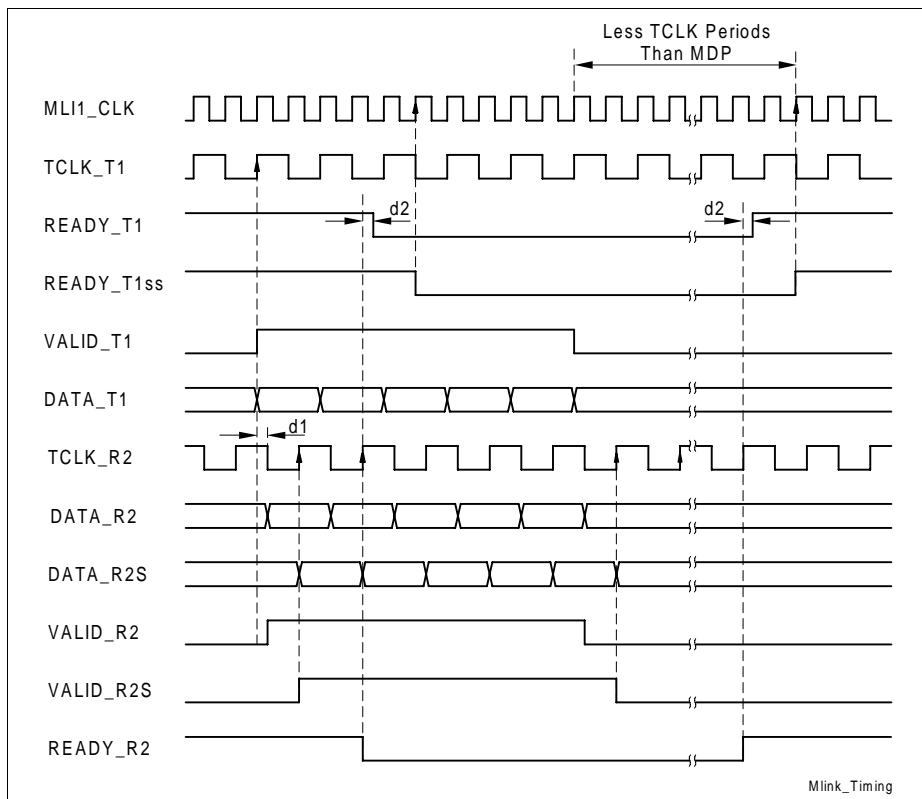 Less TCLK Periods
Than MDP
MLI1_CLK
TCLK_T1
d2
d2
READY_T1
READY_T1ss
VALID_T1
DATA_T1
d1
TCLK_R2
DATA_R2
DATA_R2S
VALID_R2
VALID_R2S
READY_R2
Mlink_Timing